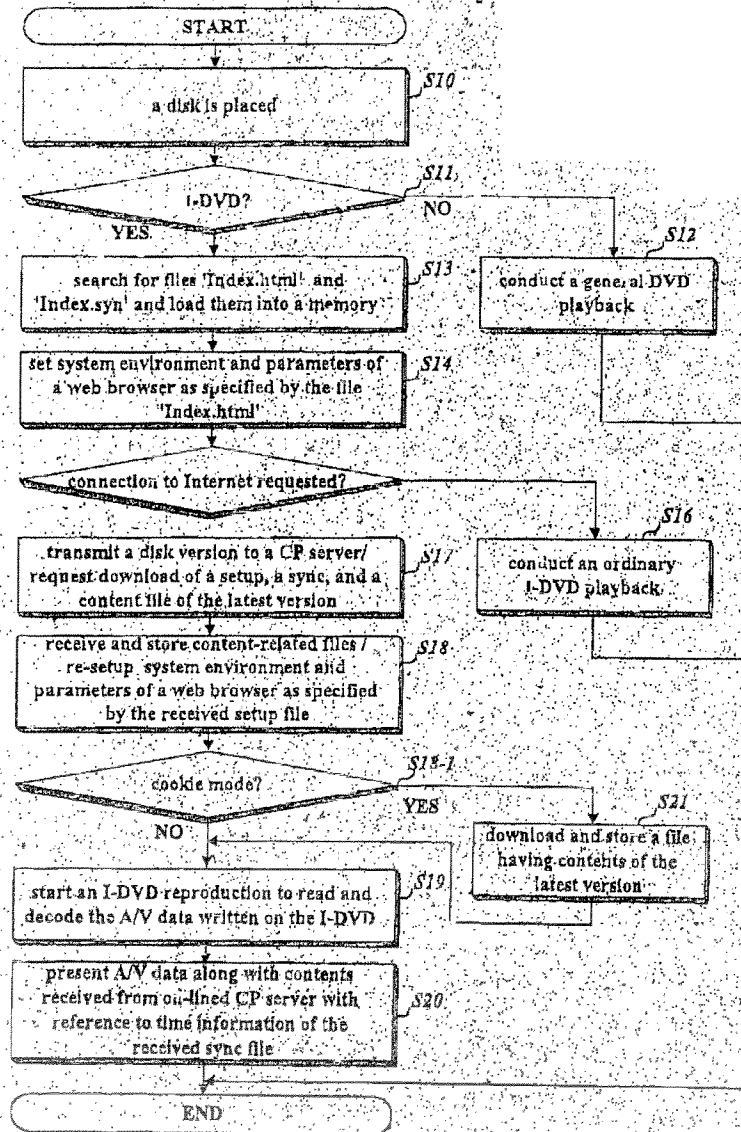 START
S10
a disk is placed
S11
I-DVD?
NO
YES
S12
S13
search for files 'Index.html' and
'Index.syn' and load them into a memory
conduct a general DVD
playback
S14
set system environment and parameters of
a web browser as specified by the file
'Index.html'
connection to Internet requested?
S16
S17
transmit a disk version to a CP server/
request download of a setup, a sync, and a
content file of the latest version
conduct an ordinary
I-DVD playback
S18
receive and store content-related files /
re-setup system environment and
parameters of a web browser as specified
by the received setup file
S18-1
cookie mode?
YES
S21
NO
download and store a file
having contents of the
latest version
S19
start an I-DVD reproduction to read and
decode the A/V data written on the I-DVD
present A/V data along with contents
received from on-lined CP server with
reference to time information of the
received sync file
S20
END